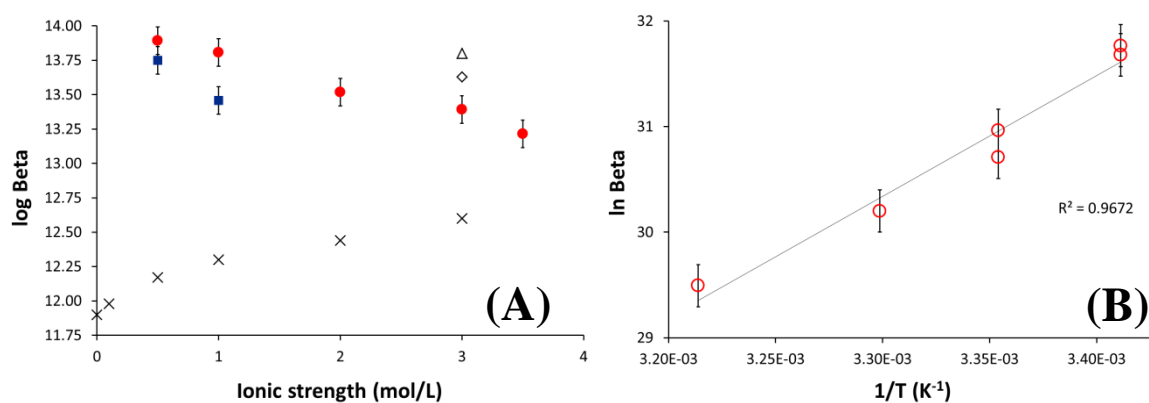 14.00
13.75
13.50
13.25
13.00
12.75
12.50
12.25
12.00
11.75
log Beta
0 1 2 3 4
Ionic strength (mol/L)
(A)
32
31
30
29
ln Beta
R² = 0.9672
3.20E-03 3.25E-03 3.30E-03 3.35E-03 3.40E-03
1/T (K⁻¹)
(B)